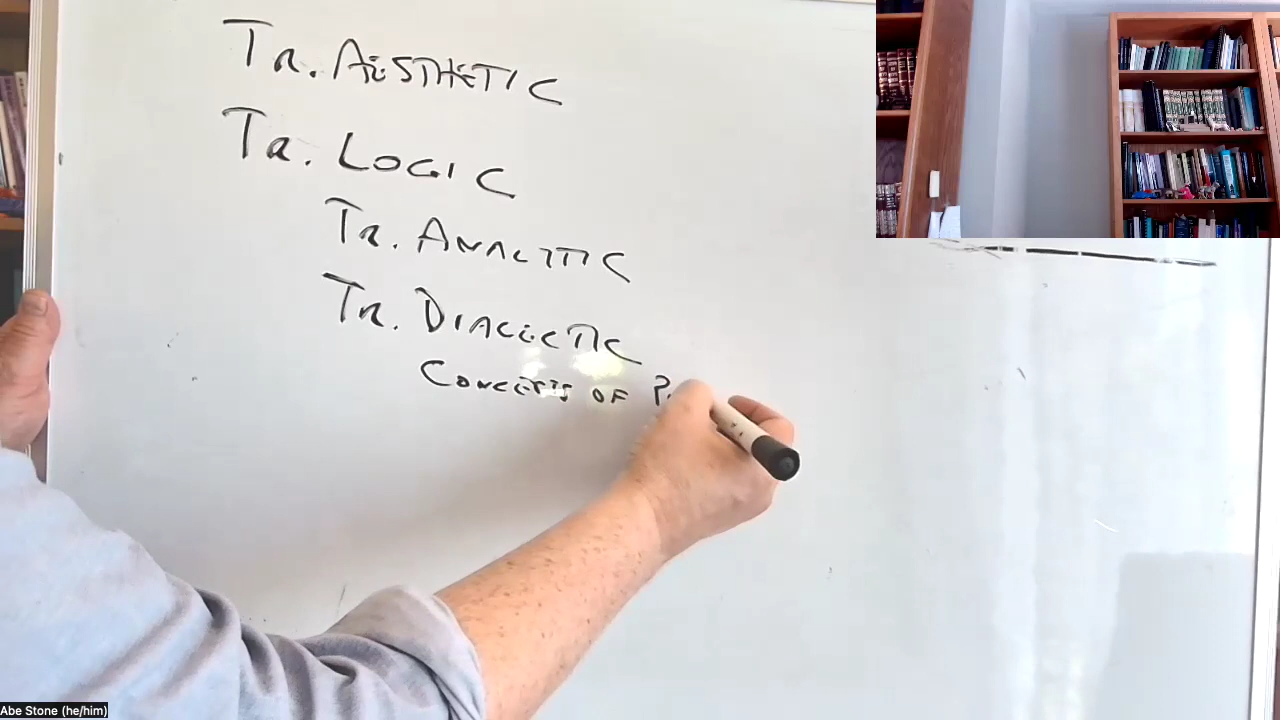 Tr. AESTHETIC
Tr. LOGIC
Tr. ANALYTIC
Tr. DIALECTIC
CONCEPTS OF
Abe Stone (he/him)